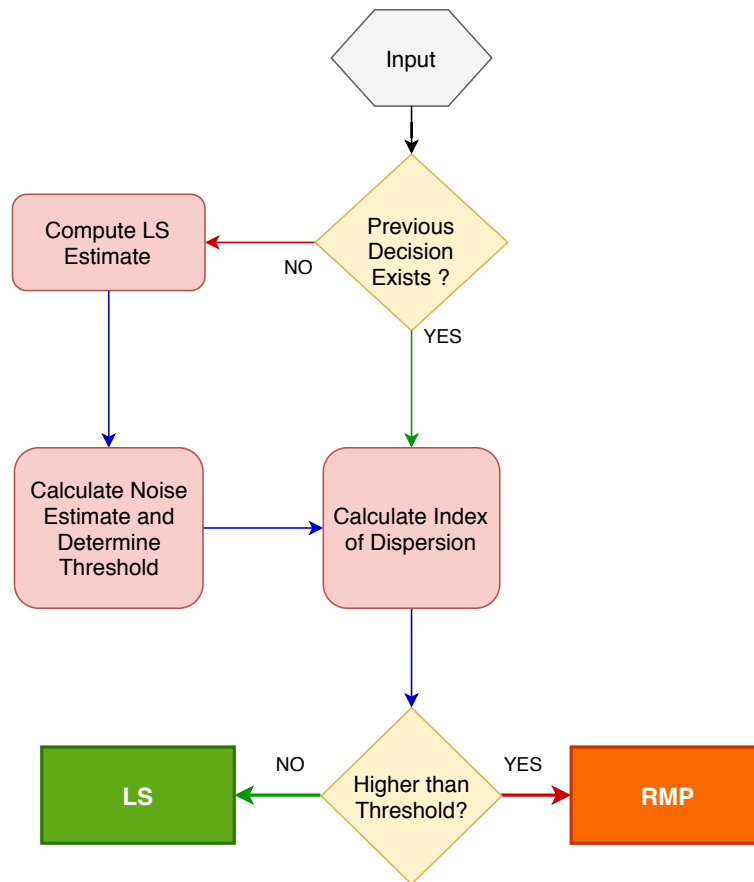 Input
Previous
Decision
Exists ?
NO
YES
Compute LS
Estimate
Calculate Noise
Estimate and
Determine
Threshold
Calculate Index
of Dispersion
Higher than
Threshold?
NO
YES
LS
RMP